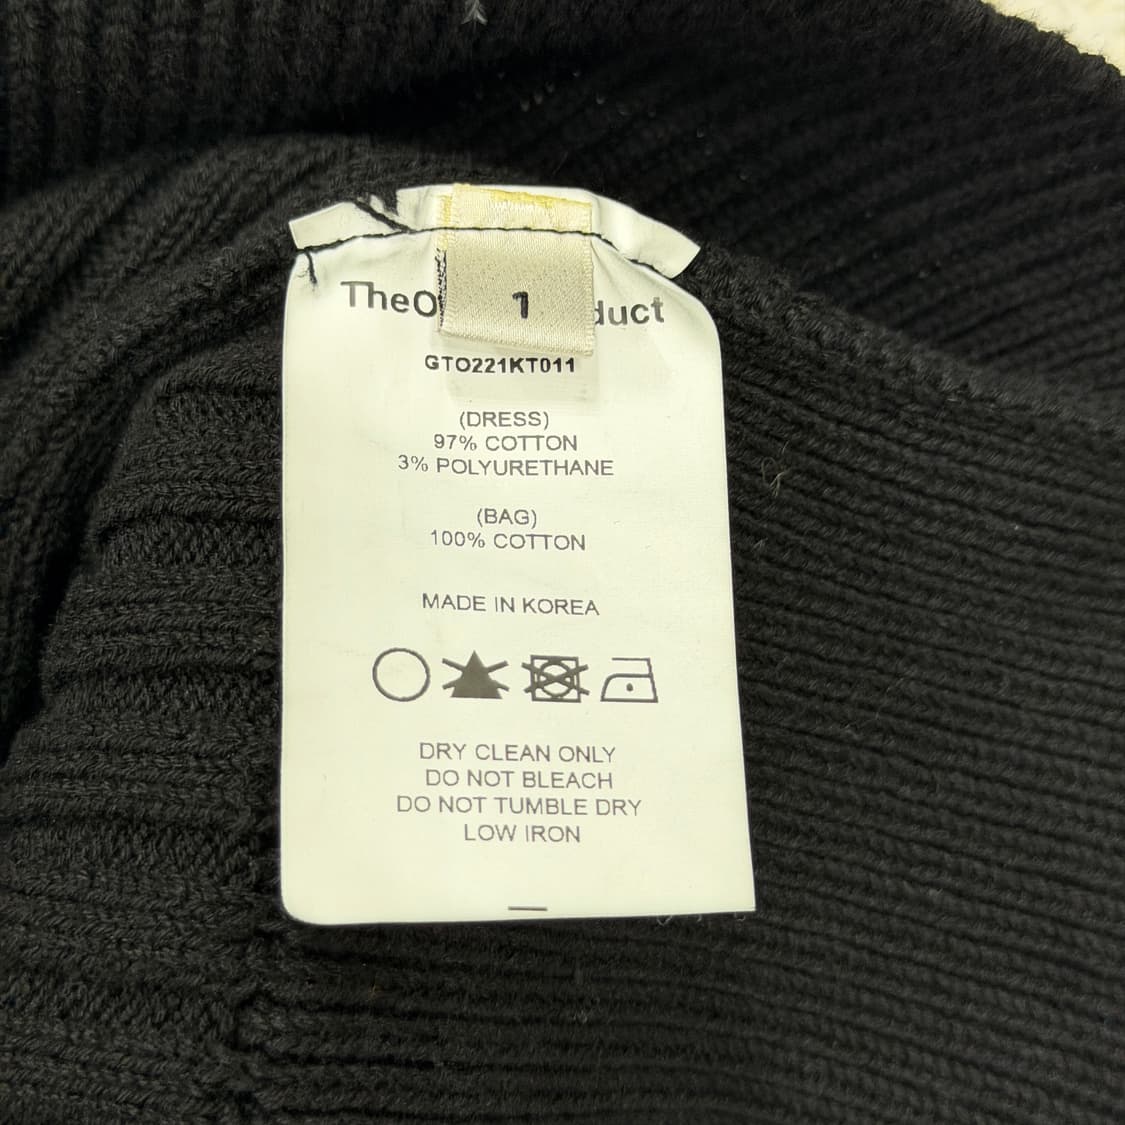 TheO
1
duct
GTO221KT011
(DRESS)
97% COTTON
3% POLYURETHANE
(BAG)
100% COTTON
MADE IN KOREA
DRY CLEAN ONLY
DO NOT BLEACH
DO NOT TUMBLE DRY
LOW IRON